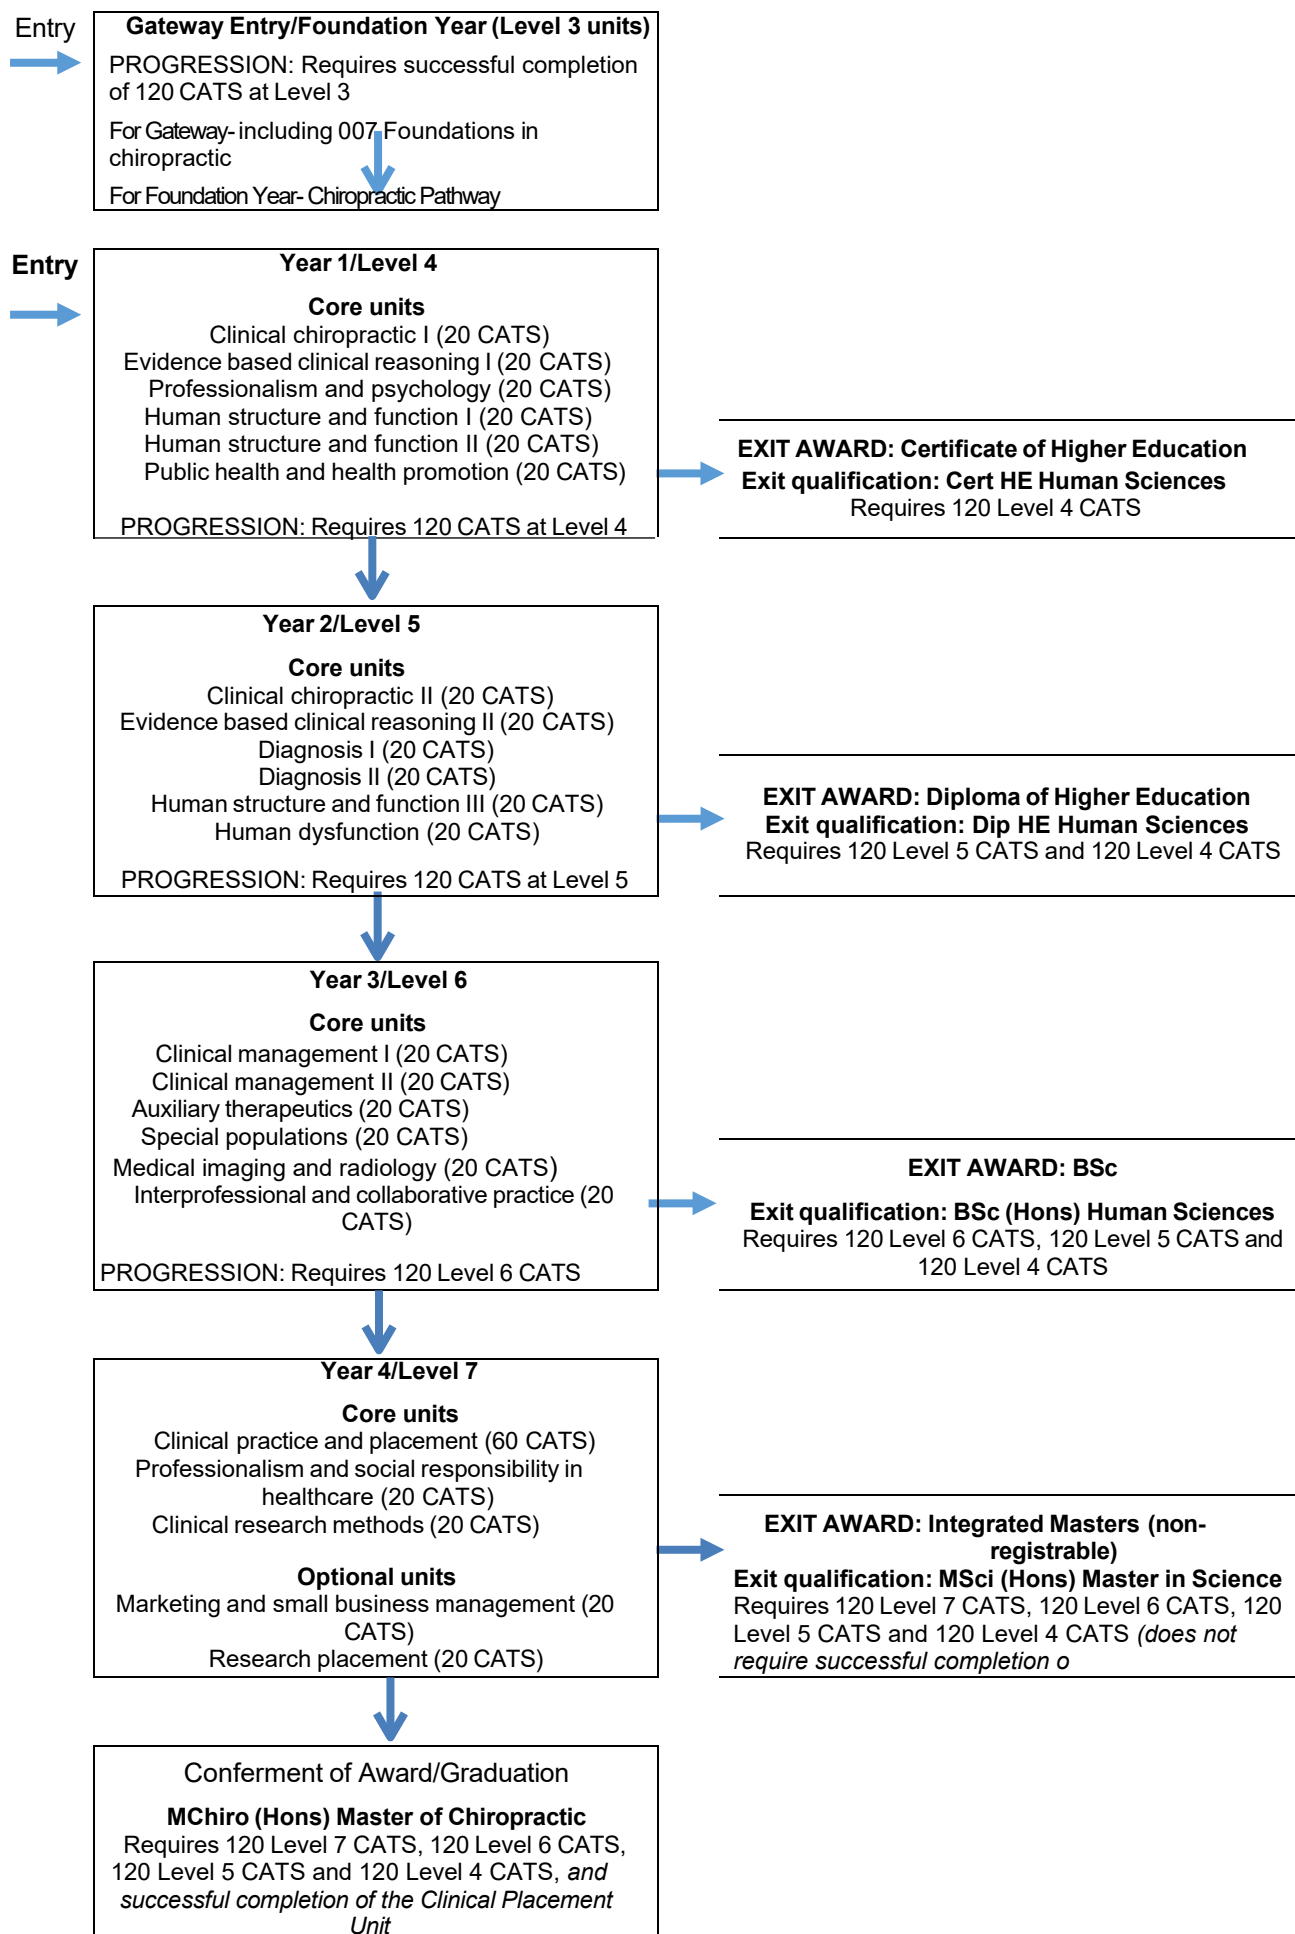 Entry
Gateway Entry/Foundation Year (Level 3 units)
PROGRESSION: Requires successful completion
of 120 CATS at Level 3
For Gateway- including 007 Foundations in
chiropractic
For Foundation Year- Chiropractic Pathway
Entry
Year 1/Level 4
Core units
Clinical chiropractic I (20 CATS)
Evidence based clinical reasoning I (20 CATS)
Professionalism and psychology (20 CATS)
Human structure and function I (20 CATS)
Human structure and function II (20 CATS)
Public health and health promotion (20 CATS)
PROGRESSION: Requires 120 CATS at Level 4
EXIT AWARD: Certificate of Higher Education
Exit qualification: Cert HE Human Sciences
Requires 120 Level 4 CATS
Year 2/Level 5
Core units
Clinical chiropractic II (20 CATS)
Evidence based clinical reasoning II (20 CATS)
Diagnosis I (20 CATS)
Diagnosis II (20 CATS)
Human structure and function III (20 CATS)
Human dysfunction (20 CATS)
PROGRESSION: Requires 120 CATS at Level 5
EXIT AWARD: Diploma of Higher Education
Exit qualification: Dip HE Human Sciences
Requires 120 Level 5 CATS and 120 Level 4 CATS
Year 3/Level 6
Core units
Clinical management I (20 CATS)
Clinical management II (20 CATS)
Auxiliary therapeutics (20 CATS)
Special populations (20 CATS)
Medical imaging and radiology (20 CATS)
Interprofessional and collaborative practice (20
CATS)
PROGRESSION: Requires 120 Level 6 CATS
EXIT AWARD: BSc
Exit qualification: BSc (Hons) Human Sciences
Requires 120 Level 6 CATS, 120 Level 5 CATS and
120 Level 4 CATS
Year 4/Level 7
Core units
Clinical practice and placement (60 CATS)
Professionalism and social responsibility in
healthcare (20 CATS)
Clinical research methods (20 CATS)
Optional units
Marketing and small business management (20
CATS)
Research placement (20 CATS)
EXIT AWARD: Integrated Masters (non-
registrable)
Exit qualification: MSci (Hons) Master in Science
Requires 120 Level 7 CATS, 120 Level 6 CATS, 120
Level 5 CATS and 120 Level 4 CATS (does not
require successful completion o
Conferment of Award/Graduation
MChiro (Hons) Master of Chiropractic
Requires 120 Level 7 CATS, 120 Level 6 CATS,
120 Level 5 CATS and 120 Level 4 CATS, and
successful completion of the Clinical Placement
Unit